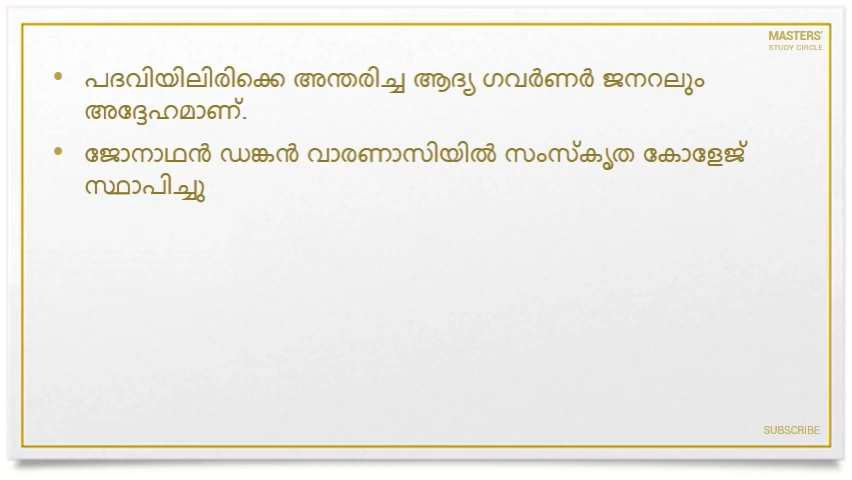 MASTERS'
STUDY CIRCLE
• പദവിയിലിരിക്കെ അന്തരിച്ച ആദ്യ ഗവർണർ ജനറലും
അദ്ദേഹമാണ്.
• ജോനാഥൻ ഡങ്കൻ വാരണാസിയിൽ സംസ്കൃത കോളേജ്
സ്ഥാപിച്ചു
SUBSCRIBE